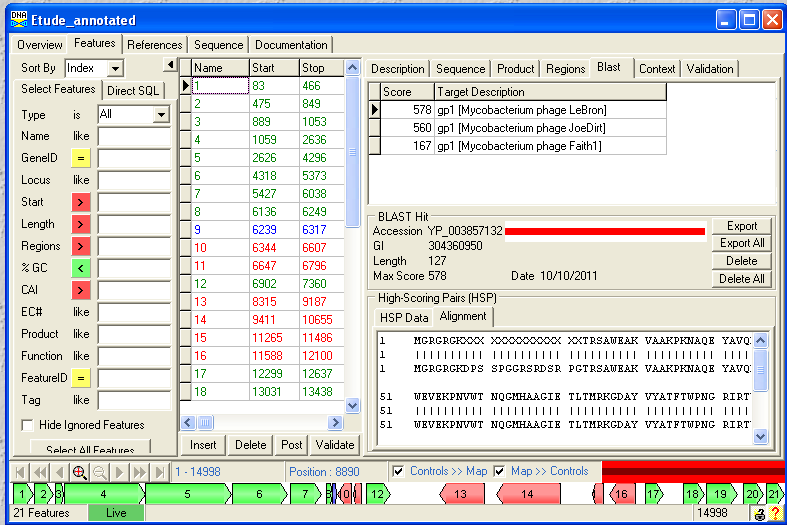 DNA Etude_annotated
Overview Features References Sequence Documentation
Sort By Index
Select Features Direct SQL
Type is All
Name like
GeneID =
Locus like
Start >
Length >
Regions >
% GC <
CAI >
EC# like
Product like
Function like
FeatureID =
Tag like
Hide Ignored Features
Select All Features
Name Start Stop
1 83 466
2 475 849
3 889 1053
4 1059 2636
5 2626 4296
6 4318 5373
7 5427 6038
8 6136 6249
9 6239 6317
10 6344 6607
11 6647 6796
12 6902 7360
13 8315 9187
14 9411 10655
15 11265 11486
16 11588 12100
17 12299 12637
18 13031 13438
Insert Delete Post Validate
Description Sequence Product Regions Blast Context Validation
Score Target Description
578 gp1 [Mycobacterium phage LeBron]
560 gp1 [Mycobacterium phage JoeDirt]
167 gp1 [Mycobacterium phage Faith1]
BLAST Hit
Accession YP_003857132
GI 304360950
Length 127
Max Score 578 Date 10/10/2011
Export
Export All
Delete
Delete All
High-Scoring Pairs (HSP)
HSP Data Alignment
1 MGRGRGKXXX XXXXXXXXXX XXTRSAWEAK VAAKPKNAQE YAVQ
1 MGRGRGKDPS SPGGRSRDSR PGTRSAWEAK VAAKPKNAQE YAVQ
51 WEVEKPNVWT NQGMHAAGIE TLTMRKGDAY VYATFTWPNG RIRT
51 WEVEKPNVWT NQGMHAAGIE TLTMRKGDAY VYATFTWPNG RIRT
1 - 14998 Position : 8890 Controls >> Map Map >> Controls
1 2 3 4 5 6 7 8 0 12 13 14 16 17 18 19 20 21
21 Features Live 14998